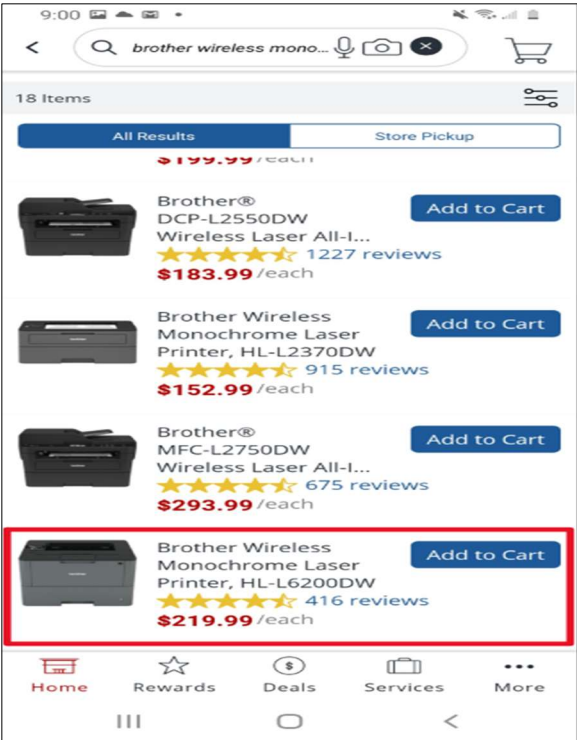 9:00
brother wireless mono...
18 Items
All Results
Store Pickup
$199.99/each
Brother®
DCP-L2550DW
Wireless Laser All-I...
1227 reviews
$183.99/each
Add to Cart
Brother Wireless
Monochrome Laser
Printer, HL-L2370DW
915 reviews
$152.99/each
Add to Cart
Brother®
MFC-L2750DW
Wireless Laser All-I...
675 reviews
$293.99/each
Add to Cart
Brother Wireless
Monochrome Laser
Printer, HL-L6200DW
416 reviews
$219.99/each
Add to Cart
Home
Rewards
Deals
Services
More